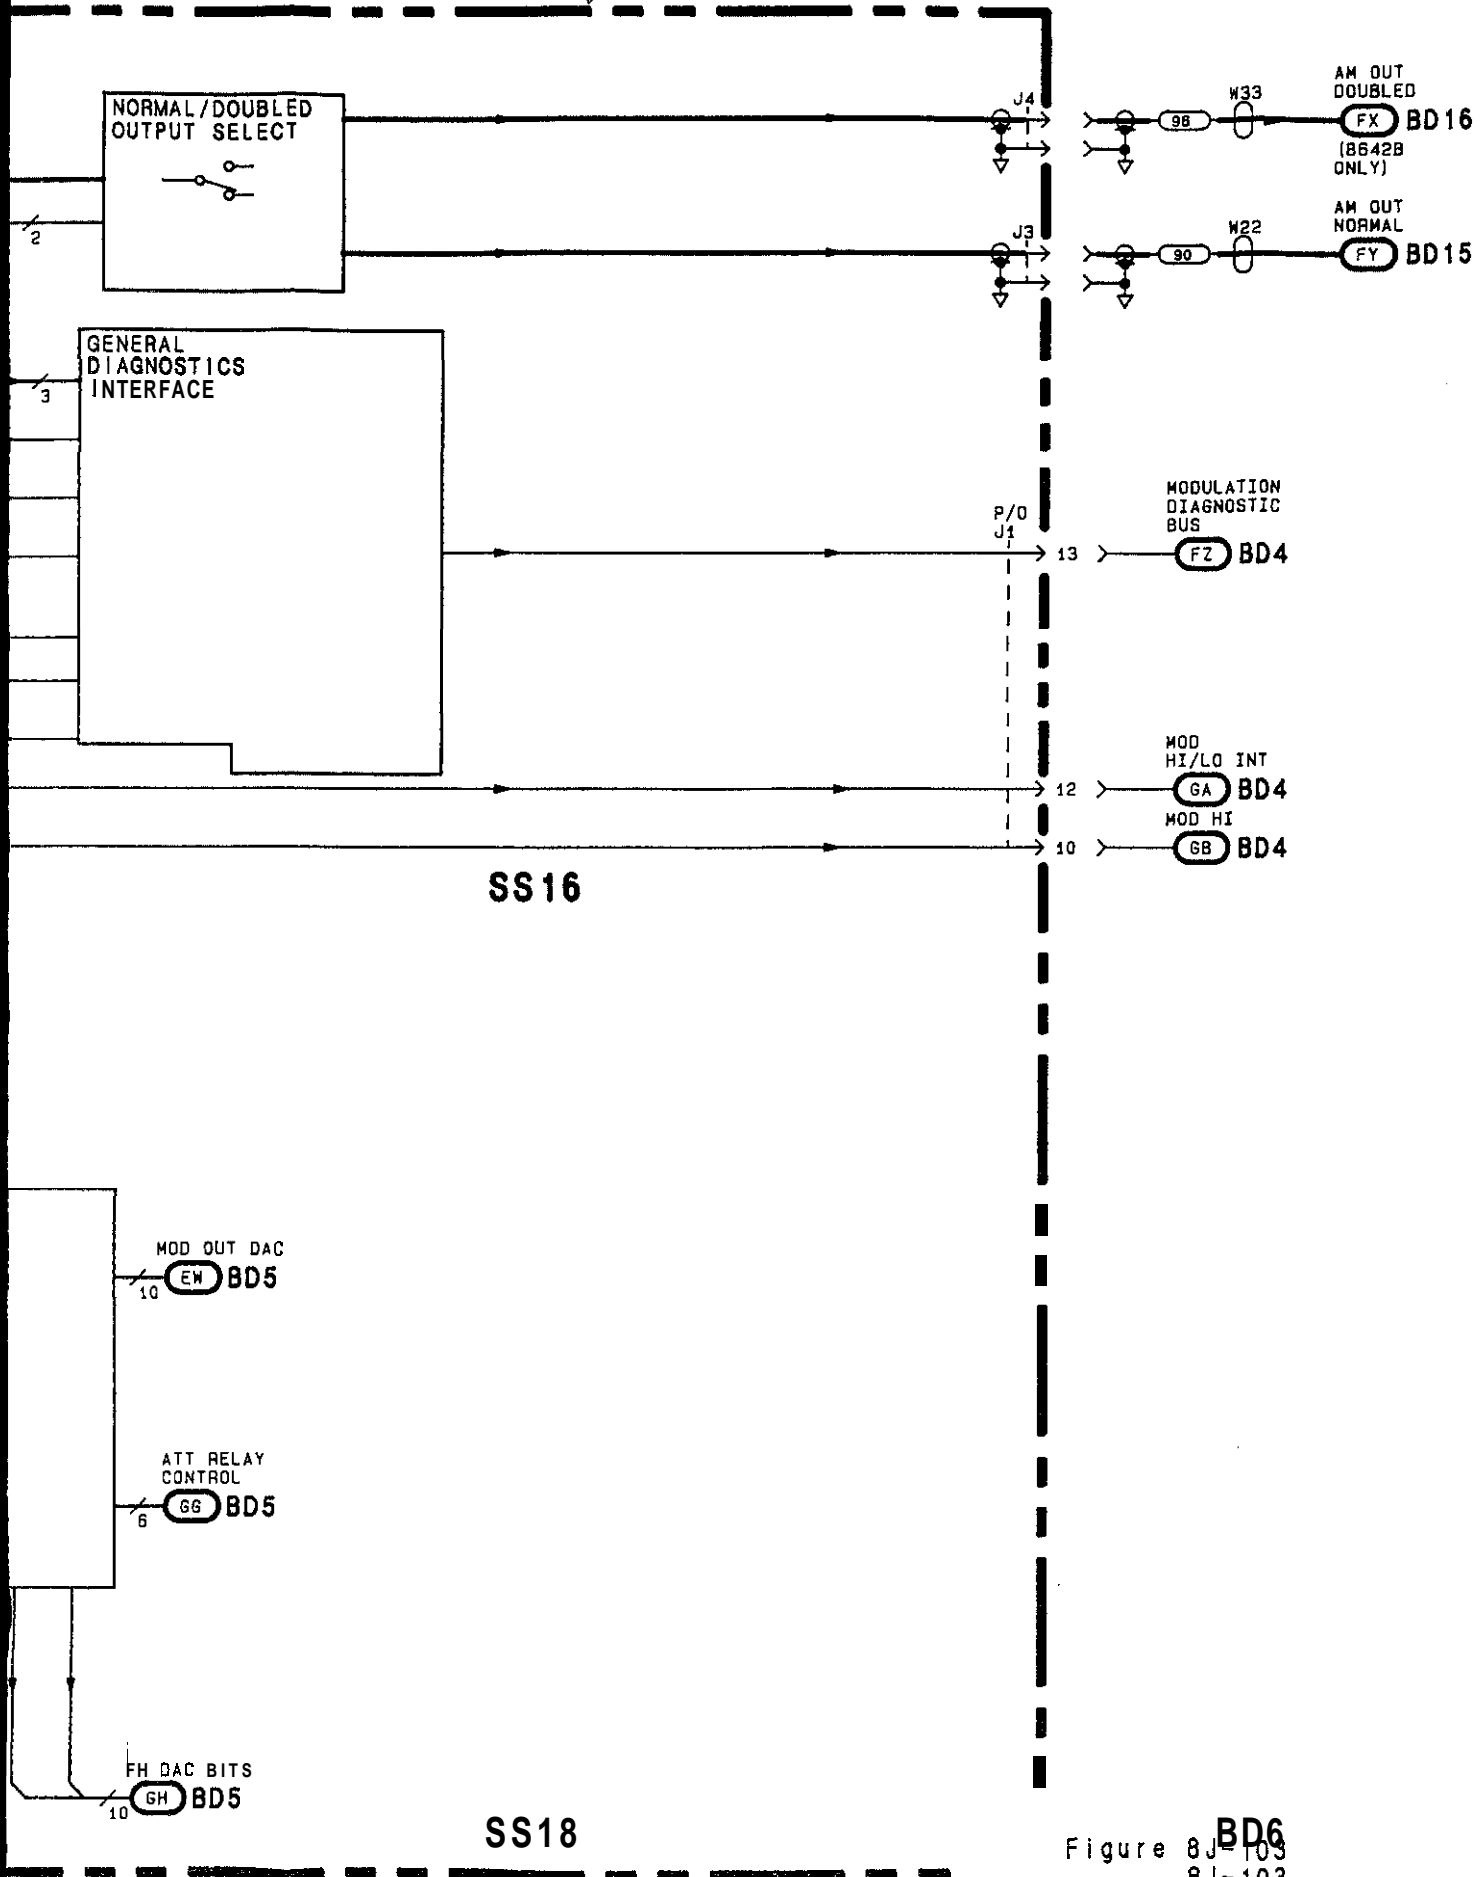 NORMAL/DOUBLED
OUTPUT SELECT
2
J4
W33
96
AM OUT
DOUBLED
FX BD16
(8642B
ONLY)
J3
W22
90
AM OUT
NORMAL
FY BD15
GENERAL
DIAGNOSTICS
INTERFACE
3
P/O
J1
13
MODULATION
DIAGNOSTIC
BUS
FZ BD4
12
MOD
HI/LO INT
GA BD4
10
MOD HI
GB BD4
SS16
MOD OUT DAC
10
EW BD5
ATT RELAY
CONTROL
6
GG BD5
FH DAC BITS
10
GH BD5
SS18
BD6
Figure 8J-103
8J-103